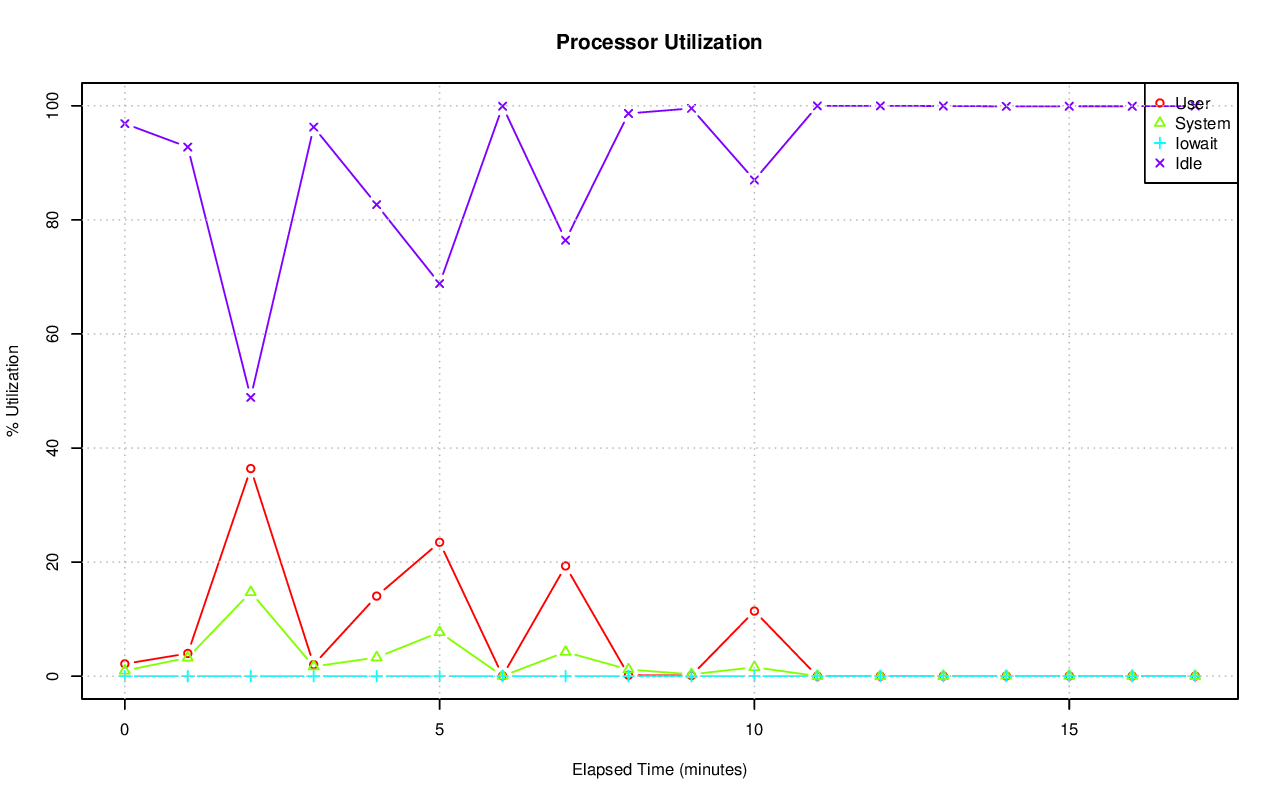 Processor Utilization
% Utilization
100
80
60
40
20
0
User
System
Iowait
Idle
0 5 10 15
Elapsed Time (minutes)